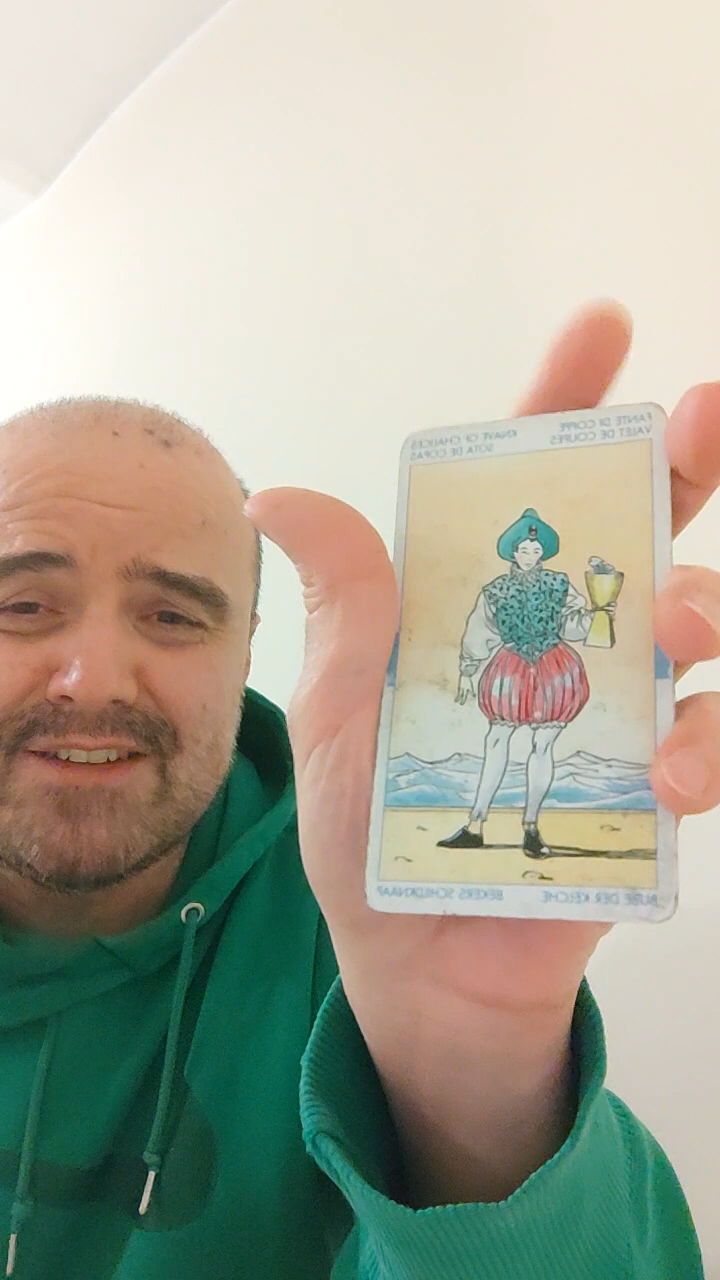 FANTE DI COPPE
VALET DE COUPES
KNAVE OF CHALICES
SOTA DE COPAS
BUBE DER KELCHE
BEKERS SCHILDKNAAP